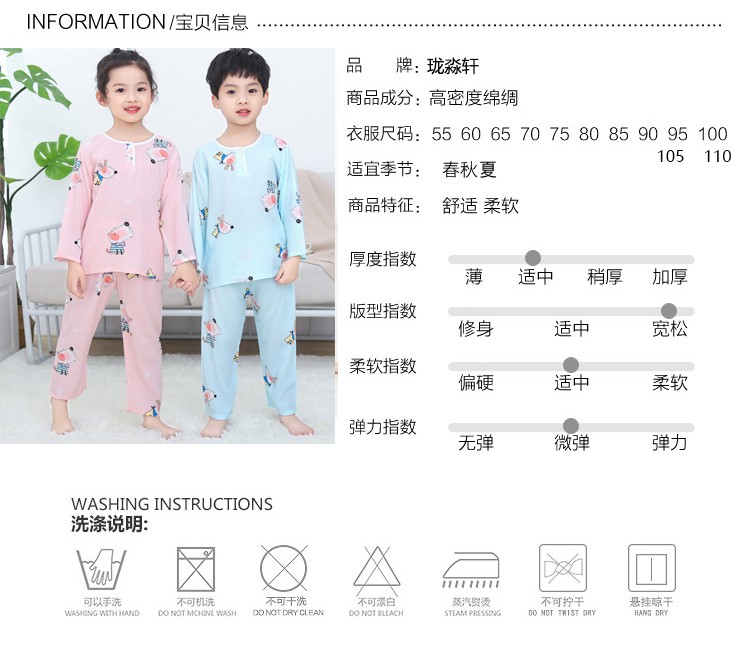 INFORMATION/宝贝信息
品 牌: 珑淼轩
商品成分: 高密度绵绸
衣服尺码: 55 60 65 70 75 80 85 90 95 100
105 110
适宜季节: 春秋夏
商品特征: 舒适 柔软
厚度指数
薄 适中 稍厚 加厚
版型指数
修身 适中 宽松
柔软指数
偏硬 适中 柔软
弹力指数
无弹 微弹 弹力
WASHING INSTRUCTIONS
洗涤说明:
可以手洗 不可机洗 不可干洗 不可漂白 蒸汽熨烫 不可拧干 悬挂晾干
WASHING WITH HAND DO NOT MCHINE WASH DO NOT DRY CLEAN DO NOT BLEACH STEAM PRESSING DO NOT TWIST DRY HANG DRY